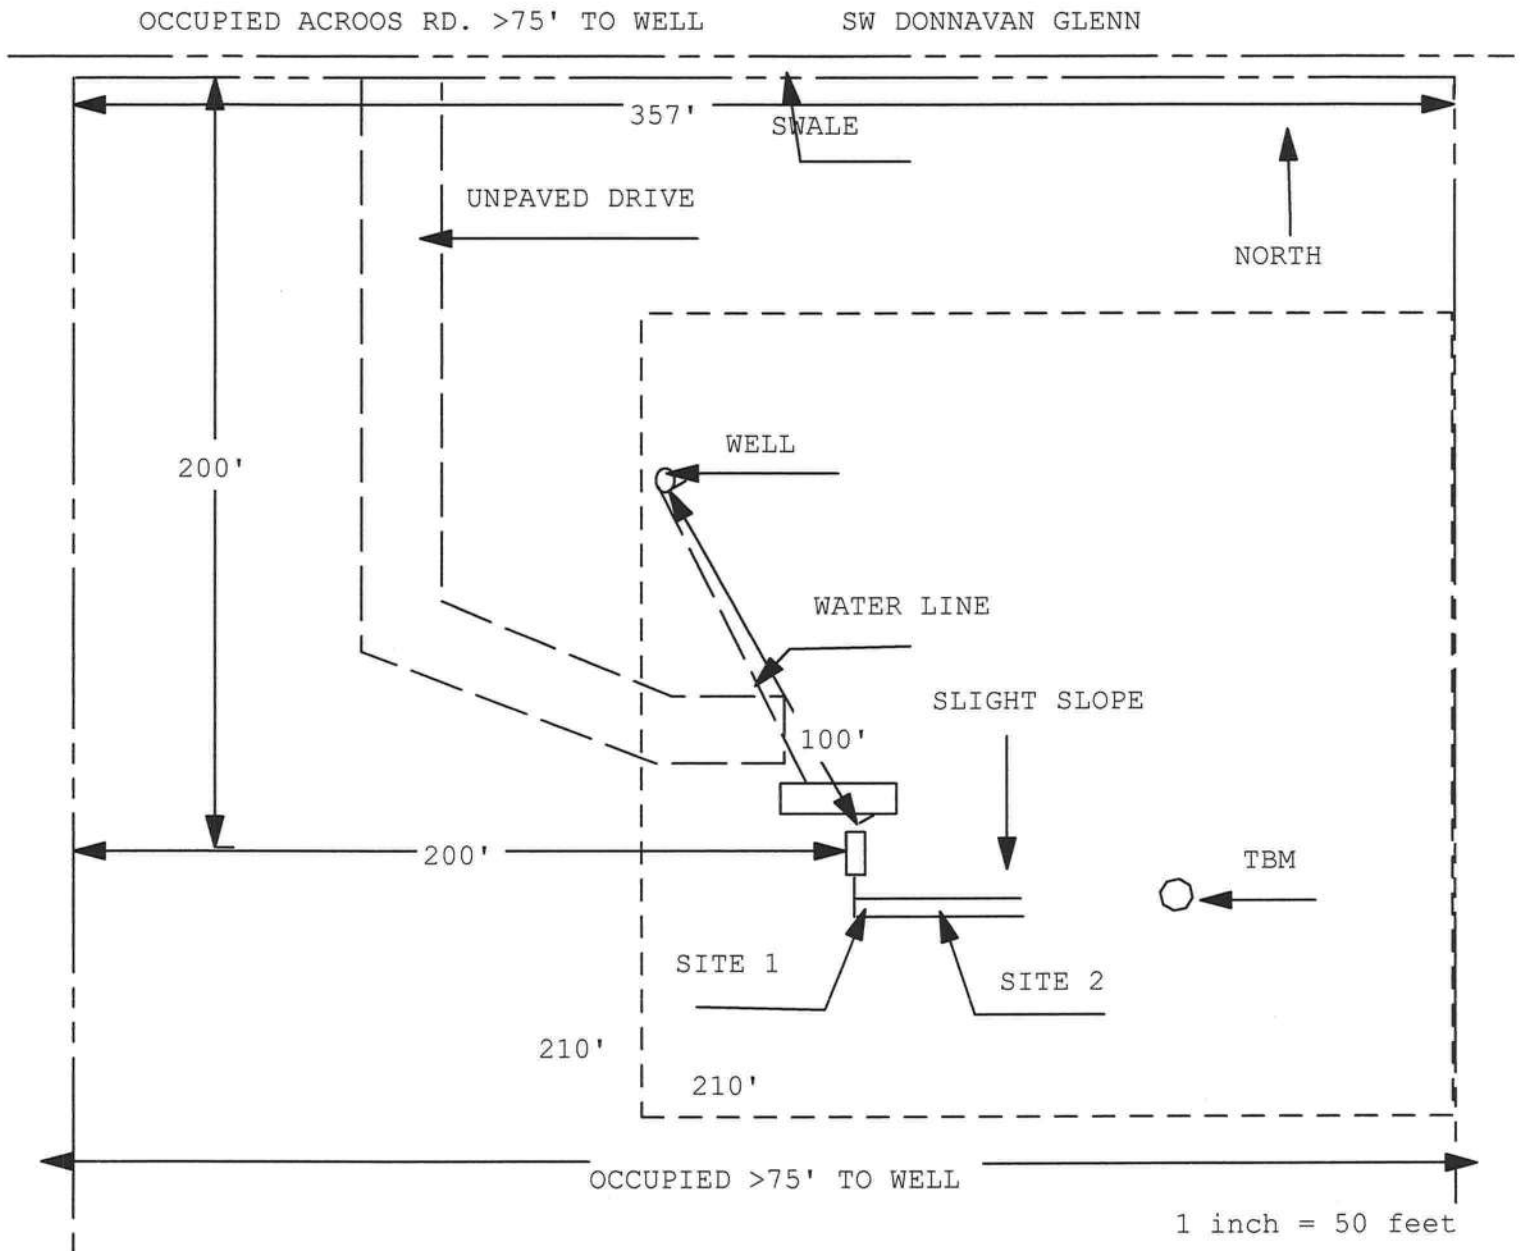 OCCUPIED ACROOS RD. >75' TO WELL SW DONNAVAN GLENN
357'
SWALE
UNPAVED DRIVE
NORTH
WELL
200'
WATER LINE
SLIGHT SLOPE
100'
200'
TBM
SITE 1
SITE 2
210'
210'
OCCUPIED >75' TO WELL
1 inch = 50 feet